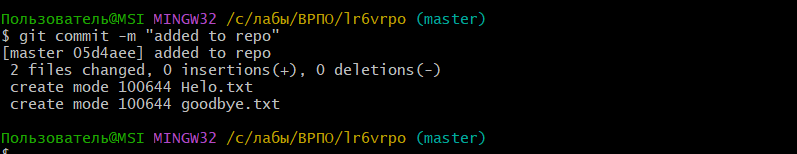 Пользователь@MSI MINGW32 /c/лабы/ВРПО/lr6vrpo (master)
$ git commit -m "added to repo"
[master 05d4aee] added to repo
 2 files changed, 0 insertions(+), 0 deletions(-)
 create mode 100644 Helo.txt
 create mode 100644 goodbye.txt
Пользователь@MSI MINGW32 /c/лабы/ВРПО/lr6vrpo (master)
$